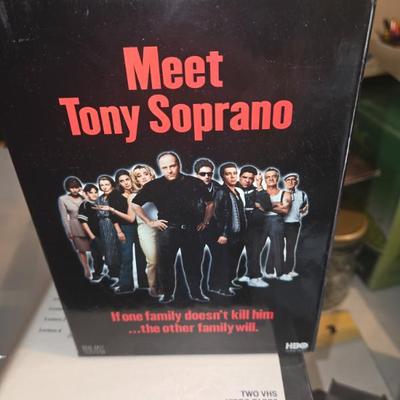 Meet
Tony Soprano
If one family doesn't kill him
...the other family will.
HBO
TWO VHS